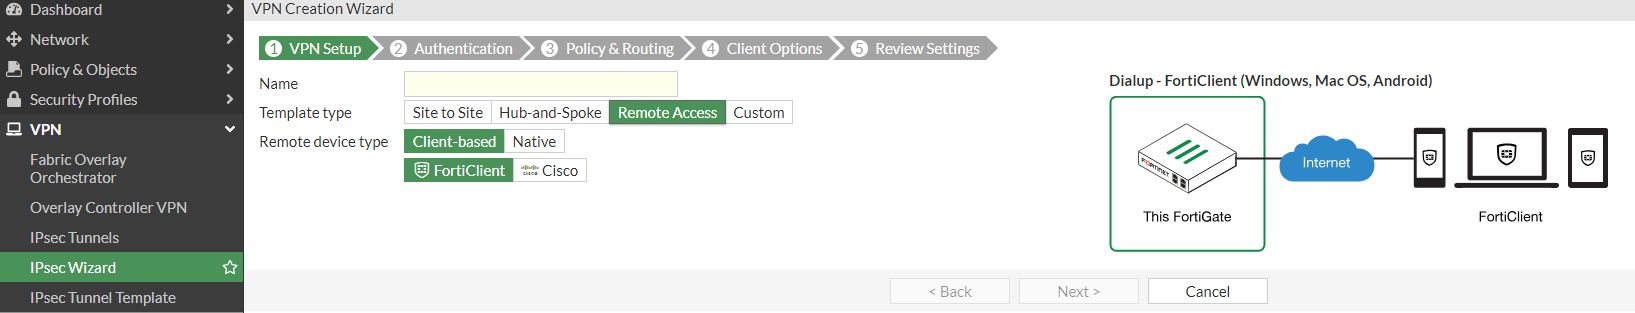 Dashboard
Network
Policy & Objects
Security Profiles
VPN
Fabric Overlay
Orchestrator
Overlay Controller VPN
IPsec Tunnels
IPsec Wizard
IPsec Tunnel Template
VPN Creation Wizard
1 VPN Setup 2 Authentication 3 Policy & Routing 4 Client Options 5 Review Settings
Name
Template type Site to Site Hub-and-Spoke Remote Access Custom
Remote device type Client-based Native
FortiClient CISCO Cisco
Dialup - FortiClient (Windows, Mac OS, Android)
FORTINET
Internet
This FortiGate
FortiClient
< Back Next > Cancel